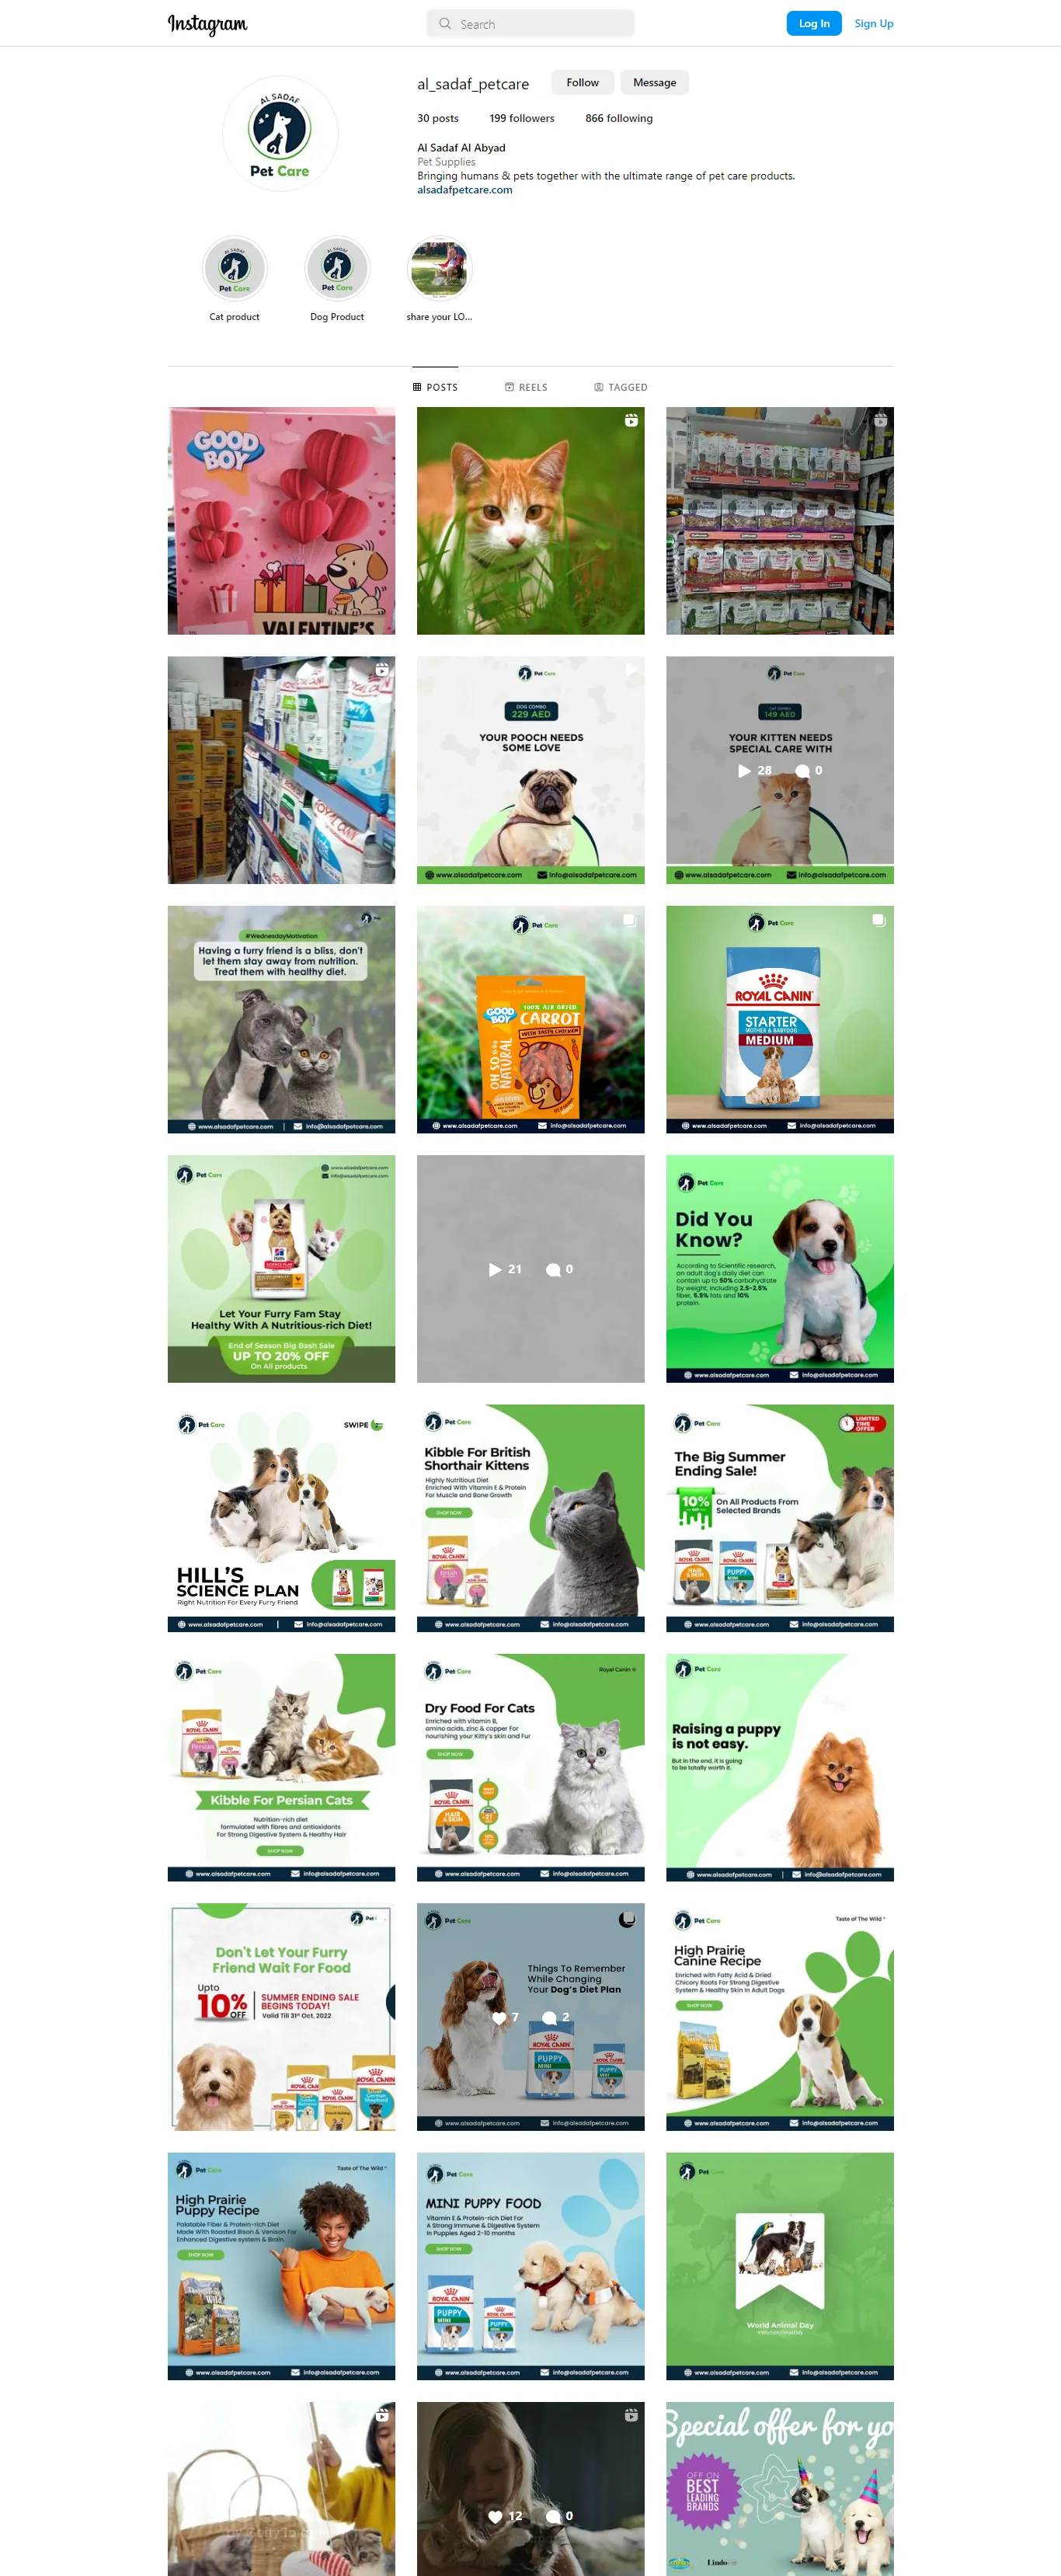 Instagram
Search
Log In
Sign Up
AL SADAF
Pet Care
al_sadaf_petcare
Follow
Message
30 posts
199 followers
866 following
Al Sadaf Al Abyad
Pet Supplies
Bringing humans & pets together with the ultimate range of pet care products.
alsadafpetcare.com
AL SADAF
Pet Care
AL SADAF
Pet Care
Cat product
Dog Product
share your LO...
POSTS
REELS
TAGGED
GOOD
BOY
VALENTINE'S
ROYAL CANIN
Pet Care
DOG COMBO
229 AED
YOUR POOCH NEEDS
SOME LOVE
www.alsadafpetcare.com
info@alsadafpetcare.com
Pet Care
CAT COMBO
149 AED
YOUR KITTEN NEEDS
SPECIAL CARE WITH
28
0
www.alsadafpetcare.com
info@alsadafpetcare.com
#WednesdayMotivation
Having a furry friend is a bliss, don't
let them stay away from nutrition.
Treat them with healthy diet.
www.alsadafpetcare.com | info@alsadafpetcare.com
Pet Care
GOOD
BOY
100% AIR DRIED
CARROT
WITH TASTY CHICKEN
OH SO
NATURAL
www.alsadafpetcare.com
info@alsadafpetcare.com
Pet Care
ROYAL CANIN
STARTER
MOTHER & BABYDOG
MEDIUM
www.alsadafpetcare.com
info@alsadafpetcare.com
Pet Care
www.alsadafpetcare.com
info@alsadafpetcare.com
Hill's
SCIENCE PLAN
Let Your Furry Fam Stay
Healthy With A Nutritious-rich Diet!
End of Season Big Bash Sale
UP TO 20% OFF
On All products
21
0
Pet Care
Did You
Know?
According to Scientific research,
an adult dog's daily diet can
contain up to 50% carbohydrate
by weight, including 2.5-2.5%
fiber, 5.5% fats and 10%
protein.
www.alsadafpetcare.com
info@alsadafpetcare.com
Pet Care
SWIPE
HILL'S
SCIENCE PLAN
Right Nutrition For Every Furry Friend
www.alsadafpetcare.com | info@alsadafpetcare.com
Pet Care
Kibble For British
Shorthair Kittens
Highly Nutritious Diet
Enriched With Vitamin E & Protein
For Muscle and Bone Growth
SHOP NOW
ROYAL CANIN
www.alsadafpetcare.com
info@alsadafpetcare.com
Pet Care
LIMITED
TIME
OFFER
The Big Summer
Ending Sale!
10%
On All Products From
Selected Brands
ROYAL CANIN
HAIR
&SKIN
ROYAL CANIN
PUPPY
MINI
www.alsadafpetcare.com
info@alsadafpetcare.com
Pet Care
ROYAL CANIN
Persian
Kibble For Persian Cats
Nutrition-rich diet
formulated with fibres and antioxidants
For Strong Digestive System & Healthy Hair
SHOP NOW
www.alsadafpetcare.com
info@alsadafpetcare.com
Pet Care
Royal Canin ®
Dry Food For Cats
Enriched with vitamin B,
amino acids, zinc & copper For
nourishing your Kitty's skin and Fur
SHOP NOW
ROYAL CANIN
HAIR
&SKIN
www.alsadafpetcare.com
info@alsadafpetcare.com
Pet Care
Raising a puppy
is not easy.
But in the end, it is going
to be totally worth it.
www.alsadafpetcare.com | info@alsadafpetcare.com
Don't Let Your Furry
Friend Wait For Food
Upto
10%
OFF
SUMMER ENDING SALE
BEGINS TODAY!
Valid Till 31st Oct. 2022
ROYAL CANIN
Pet Care
Things To Remember
While Changing
Your Dog's Diet Plan
7
2
ROYAL CANIN
PUPPY
MINI
PUPPY
MINI
www.alsadafpetcare.com
info@alsadafpetcare.com
Pet Care
Taste of The Wild ®
High Prairie
Canine Recipe
Enriched with Fatty Acid & Dried
Chicory Roots For Strong Digestive
System & Healthy Skin In Adult Dogs
SHOP NOW
www.alsadafpetcare.com
info@alsadafpetcare.com
Pet Care
Taste of The Wild ®
High Prairie
Puppy Recipe
Palatable Fiber & Protein-rich Diet
Made With Roasted Bison & Venison For
Enhanced Digestive system & Brain.
SHOP NOW
www.alsadafpetcare.com
info@alsadafpetcare.com
Pet Care
MINI PUPPY FOOD
Vitamin E & Protein-rich Diet For
A Strong Immune & Digestive System
In Puppies Aged 2-10 months
SHOP NOW
ROYAL CANIN
PUPPY
MINI
ROYAL CANIN
PUPPY
MINI
www.alsadafpetcare.com
info@alsadafpetcare.com
Pet Care
World Animal Day
www.alsadafpetcare.com
info@alsadafpetcare.com
12
0
Special offer for yo
OFF ON
BEST
LEADING
BRANDS